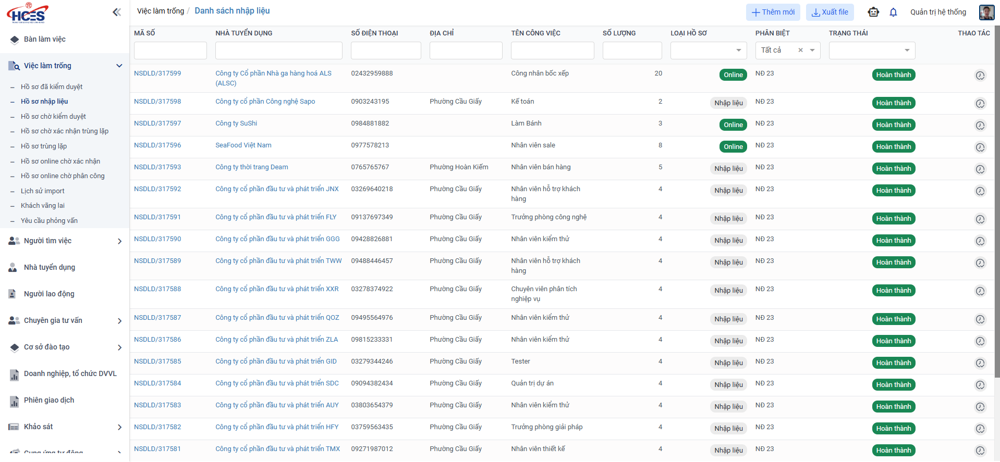 HCES
Việc làm trống / Danh sách nhập liệu
Thêm mới
Xuất file
Quản trị hệ thống
Bàn làm việc
Việc làm trống
Hồ sơ đã kiểm duyệt
Hồ sơ nhập liệu
Hồ sơ chờ kiểm duyệt
Hồ sơ chờ xác nhận trùng lặp
Hồ sơ trùng lặp
Hồ sơ online chờ xác nhận
Hồ sơ online chờ phân công
Lịch sử import
Khách vãng lai
Yêu cầu phỏng vấn
Người tìm việc
Nhà tuyển dụng
Người lao động
Chuyên gia tư vấn
Cơ sở đào tạo
Doanh nghiệp, tổ chức DVVL
Phiên giao dịch
Khảo sát
Cung ứng tự động
MÃ SỐ NHÀ TUYỂN DỤNG SỐ ĐIỆN THOẠI ĐỊA CHỈ TÊN CÔNG VIỆC SỐ LƯỢNG LOẠI HỒ SƠ PHÂN BIỆT TRẠNG THÁI THAO TÁC
Tất cả
NSDLD/317599 Công ty Cổ phần Nhà ga hàng hoá ALS 02432959888 Công nhân bốc xếp 20 Online NĐ 23 Hoàn thành
(ALSC)
NSDLD/317598 Công ty cổ phần Công nghệ Sapo 0903243195 Phường Cầu Giấy Kế toán 2 Nhập liệu NĐ 23 Hoàn thành
NSDLD/317597 Công ty SuShi 0984881882 Làm Bánh 3 Online NĐ 23 Hoàn thành
NSDLD/317596 SeaFood Việt Nam 0977578213 Nhân viên sale 8 Online NĐ 23 Hoàn thành
NSDLD/317593 Công ty thời trang Deam 0765765767 Phường Hoàn Kiếm Nhân viên bán hàng 5 Nhập liệu NĐ 23 Hoàn thành
NSDLD/317592 Công ty cổ phần đầu tư và phát triển JNX 03269640218 Phường Cầu Giấy Nhân viên hỗ trợ khách 4 Nhập liệu NĐ 23 Hoàn thành
hàng
NSDLD/317591 Công ty cổ phần đầu tư và phát triển FLY 09137697349 Phường Cầu Giấy Trưởng phòng công nghệ 4 Nhập liệu NĐ 23 Hoàn thành
NSDLD/317590 Công ty cổ phần đầu tư và phát triển GGG 09428826881 Phường Cầu Giấy Nhân viên kiểm thử 4 Nhập liệu NĐ 23 Hoàn thành
NSDLD/317589 Công ty cổ phần đầu tư và phát triển TWW 09488446457 Phường Cầu Giấy Nhân viên hỗ trợ khách 4 Nhập liệu NĐ 23 Hoàn thành
hàng
NSDLD/317588 Công ty cổ phần đầu tư và phát triển XXR 03278374922 Phường Cầu Giấy Chuyên viên phân tích 4 Nhập liệu NĐ 23 Hoàn thành
nghiệp vụ
NSDLD/317587 Công ty cổ phần đầu tư và phát triển QOZ 09495564976 Phường Cầu Giấy Nhân viên kiểm thử 4 Nhập liệu NĐ 23 Hoàn thành
NSDLD/317586 Công ty cổ phần đầu tư và phát triển ZLA 09815233331 Phường Cầu Giấy Nhân viên kiểm thử 4 Nhập liệu NĐ 23 Hoàn thành
NSDLD/317585 Công ty cổ phần đầu tư và phát triển GID 03279344246 Phường Cầu Giấy Tester 4 Nhập liệu NĐ 23 Hoàn thành
NSDLD/317584 Công ty cổ phần đầu tư và phát triển SDC 09094382434 Phường Cầu Giấy Quản trị dự án 4 Nhập liệu NĐ 23 Hoàn thành
NSDLD/317583 Công ty cổ phần đầu tư và phát triển AUY 03803654379 Phường Cầu Giấy Nhân viên kiểm thử 4 Nhập liệu NĐ 23 Hoàn thành
NSDLD/317582 Công ty cổ phần đầu tư và phát triển HFY 03759563435 Phường Cầu Giấy Trưởng phòng giải pháp 4 Nhập liệu NĐ 23 Hoàn thành
NSDLD/317581 Công ty cổ phần đầu tư và phát triển TMX 09271987012 Phường Cầu Giấy Nhân viên thiết kế 4 Nhập liệu NĐ 23 Hoàn thành